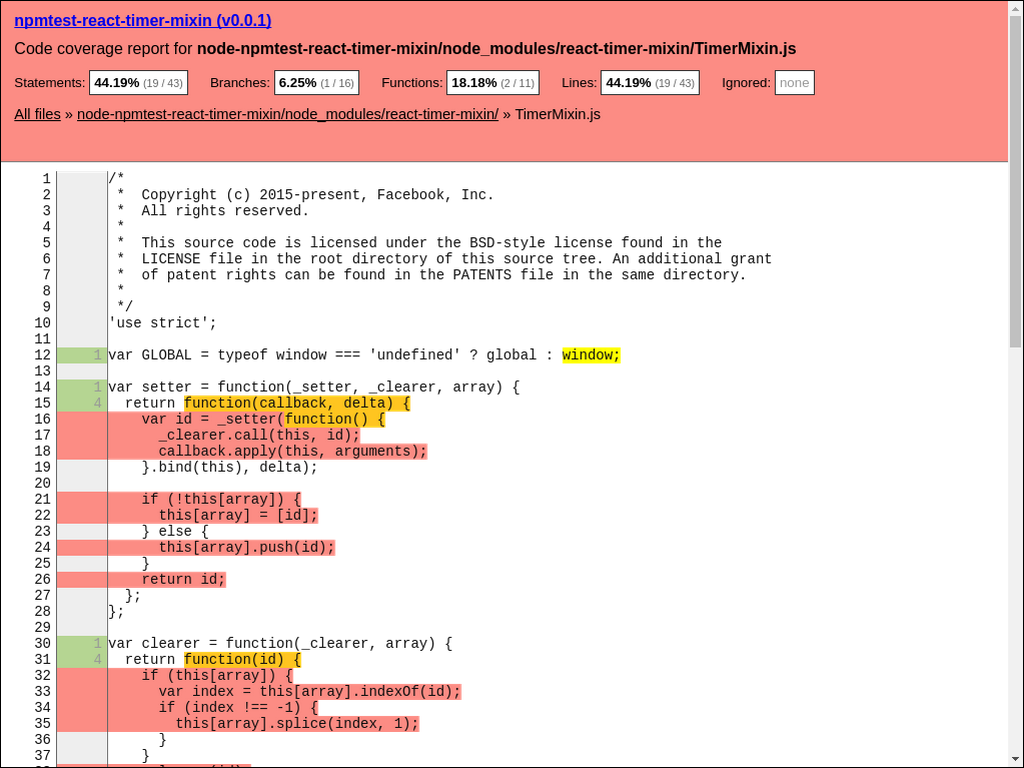 npmtest-react-timer-mixin (v0.0.1)
Code coverage report for node-npmtest-react-timer-mixin/node_modules/react-timer-mixin/TimerMixin.js
Statements: 44.19% (19 / 43) Branches: 6.25% (1 / 16) Functions: 18.18% (2 / 11) Lines: 44.19% (19 / 43) Ignored: none
All files » node-npmtest-react-timer-mixin/node_modules/react-timer-mixin/ » TimerMixin.js
1 /*
2  *  Copyright (c) 2015-present, Facebook, Inc.
3  *  All rights reserved.
4  *
5  *  This source code is licensed under the BSD-style license found in the
6  *  LICENSE file in the root directory of this source tree. An additional grant
7  *  of patent rights can be found in the PATENTS file in the same directory.
8  *
9  */
10 'use strict';
11
12 1 var GLOBAL = typeof window === 'undefined' ? global : window;
13
14 1 var setter = function(_setter, _clearer, array) {
15 4   return function(callback, delta) {
16     var id = _setter(function() {
17       _clearer.call(this, id);
18       callback.apply(this, arguments);
19     }.bind(this), delta);
20
21     if (!this[array]) {
22       this[array] = [id];
23     } else {
24       this[array].push(id);
25     }
26     return id;
27   };
28 };
29
30 1 var clearer = function(_clearer, array) {
31 4   return function(id) {
32     if (this[array]) {
33       var index = this[array].indexOf(id);
34       if (index !== -1) {
35         this[array].splice(index, 1);
36       }
37     }